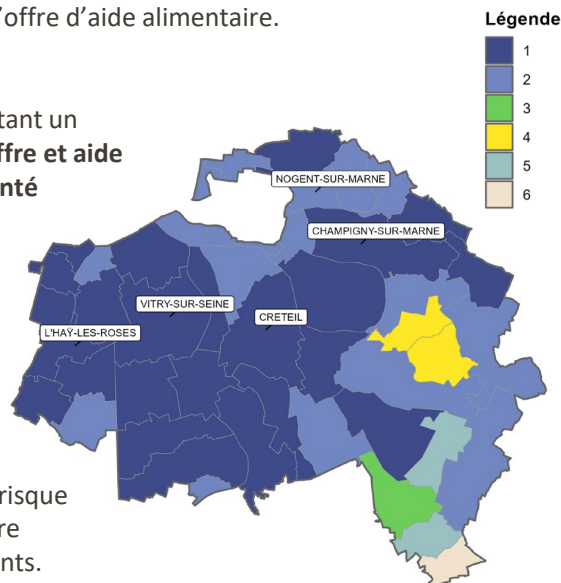 ’offre d’aide alimentaire.
Légende
1
2
3
4
5
6
tant un
ffre et aide
nté
NOGENT-SUR-MARNE
CHAMPIGNY-SUR-MARNE
VITRY-SUR-SEINE
CRETEIL
L'HAŸ-LES-ROSES
risque
re
nts.